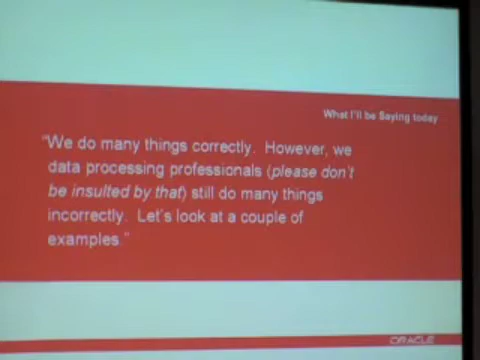 What I'll be Saying today
"We do many things correctly. However, we
data processing professionals (please don't
be insulted by that) still do many things
incorrectly. Let's look at a couple of
examples."
ORACLE